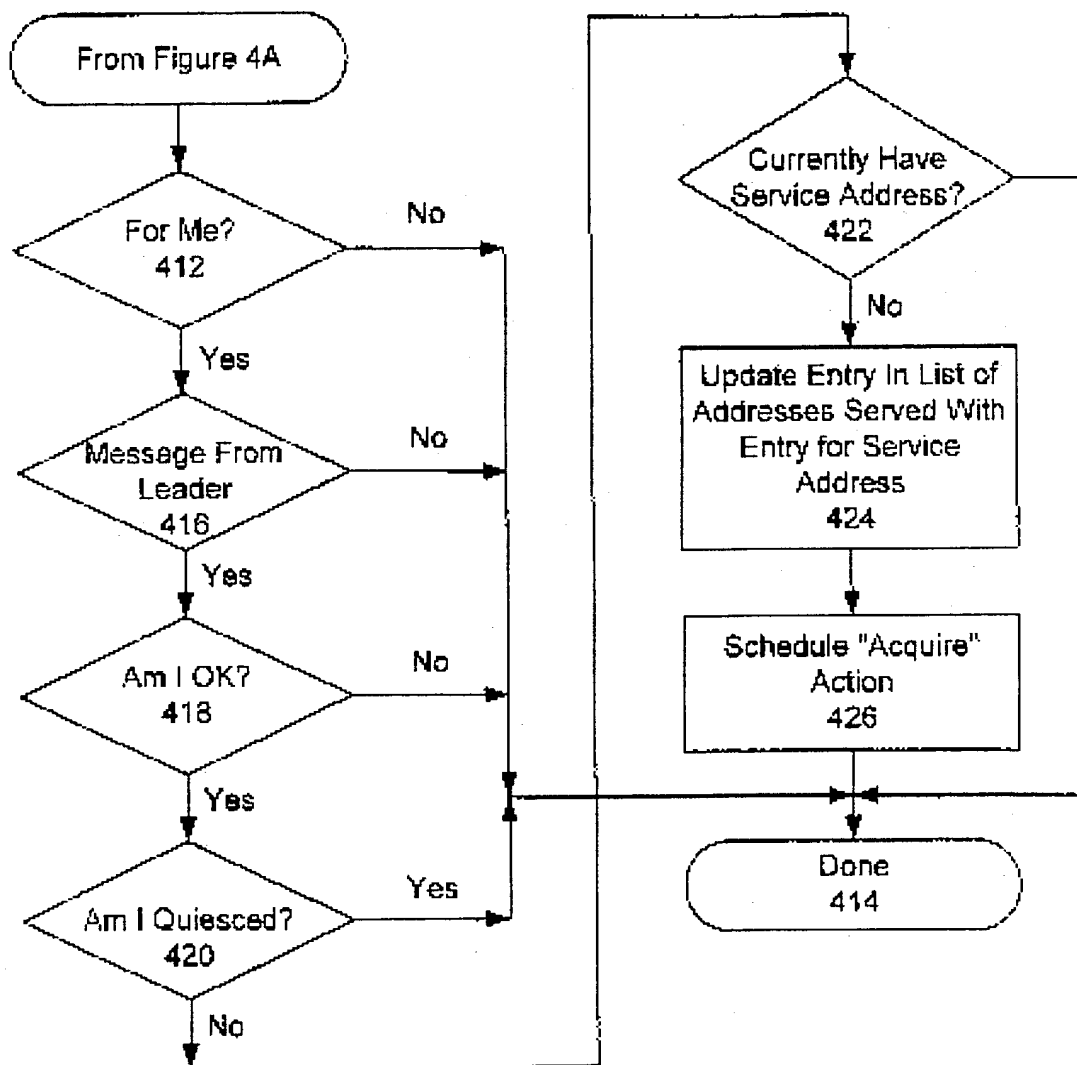 From Figure 4A
For Me?
412
No
Yes
Message From
Leader
416
No
Yes
Am I OK?
418
No
Yes
Am I Quiesced?
420
Yes
No
Currently Have
Service Address?
422
No
Update Entry In List of
Addresses Served With
Entry for Service
Address
424
Schedule "Acquire"
Action
426
Done
414